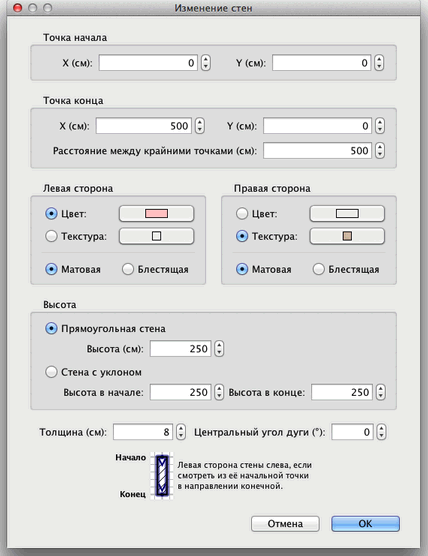 Изменение стен
Точка начала
X (см): 0 Y (см): 0
Точка конца
X (см): 500 Y (см): 0
Расстояние между крайними точками (см): 500
Левая сторона Правая сторона
Цвет: Цвет:
Текстура: Текстура:
Матовая Блестящая Матовая Блестящая
Высота
Прямоугольная стена
Высота (см): 250
Стена с уклоном
Высота в начале: 250 Высота в конце: 250
Толщина (см): 8 Центральный угол дуги (°): 0
Начало
Левая сторона стены слева, если
смотреть из её начальной точки
в направлении конечной.
Конец
Отмена OK